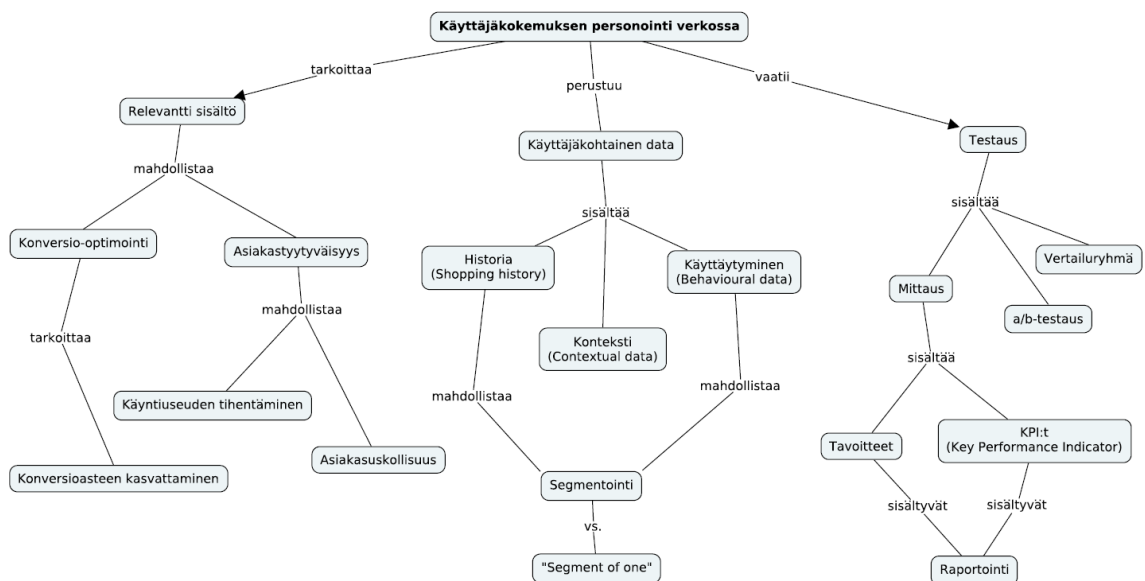 Käyttäjäkokemuksen personointi verkossa
tarkoittaa
perustuu
vaatii
Relevantti sisältö
Käyttäjäkohtainen data
Testaus
mahdollistaa
sisältää
sisältää
Konversio-optimointi
Asiakastyytyväisyys
Historia
(Shopping history)
Käyttäytyminen
(Behavioural data)
Vertailuryhmä
Mittaus
a/b-testaus
mahdollistaa
tarkoittaa
Konteksti
(Contextual data)
sisältää
mahdollistaa
mahdollistaa
Käyntiuseuden tihentäminen
Tavoitteet
KPI:t
(Key Performance Indicator)
Asiakasuskollisuus
Konversioasteen kasvattaminen
Segmentointi
sisältyvät
sisältyvät
vs.
"Segment of one"
Raportointi